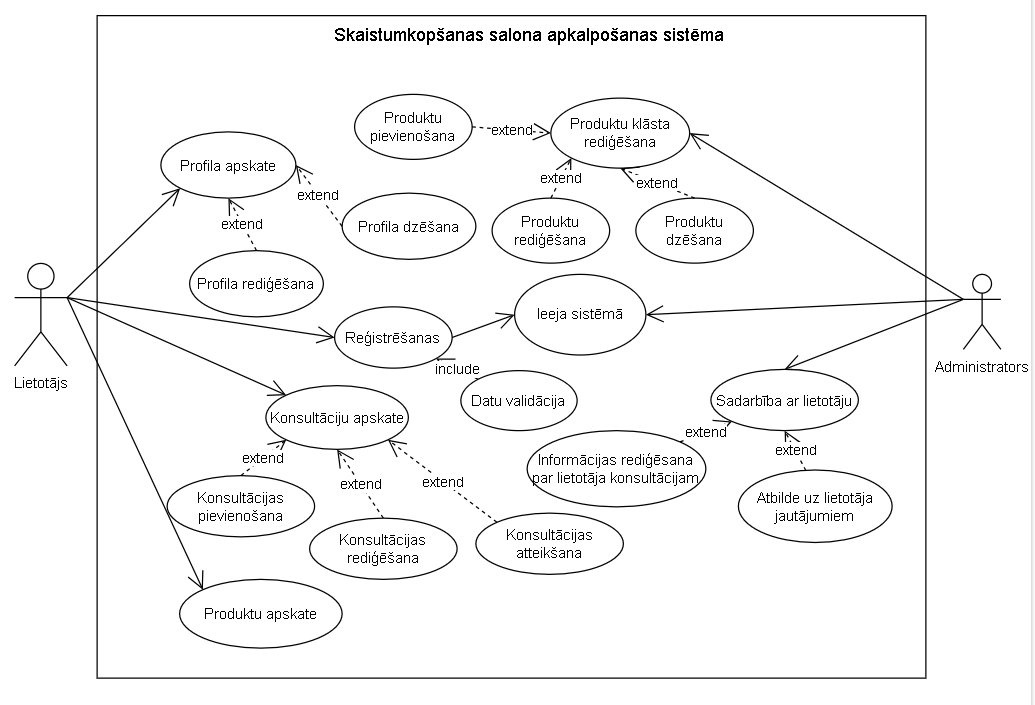 Skaistumkopšanas salona apkalpošanas sistēma
Produktu
pievienošana
extend
Produktu klāsta
rediģēšana
Profila apskate
extend
extend
extend
Profila dzēšana
extend
Produktu
rediģēšana
Produktu
dzēšana
Profila rediģēšana
Ieeja sistēmā
Reģistrēšanas
include
Lietotājs
Administrators
Datu validācija
Sadarbība ar lietotāju
Konsultāciju apskate
extend
extend
extend
extend
extend
Informācijas rediģēsana
par lietotāja konsultācijam
Konsultācijas
pievienošana
Atbilde uz lietotāja
jautājumiem
Konsultācijas
rediģēšana
Konsultācijas
atteikšana
Produktu apskate